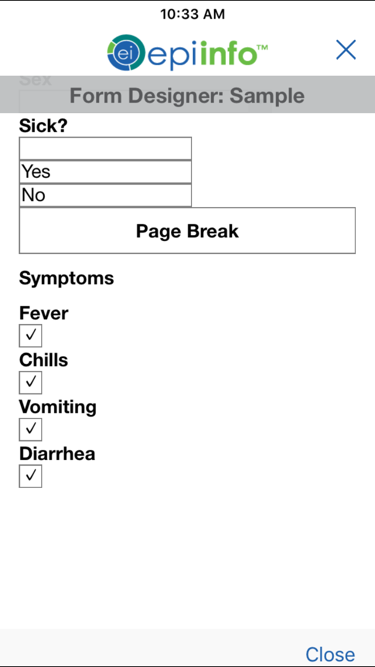 10:33 AM
ei epiinfo™
Sex
Form Designer: Sample
Sick?
Yes
No
Page Break
Symptoms
Fever
Chills
Vomiting
Diarrhea
Close